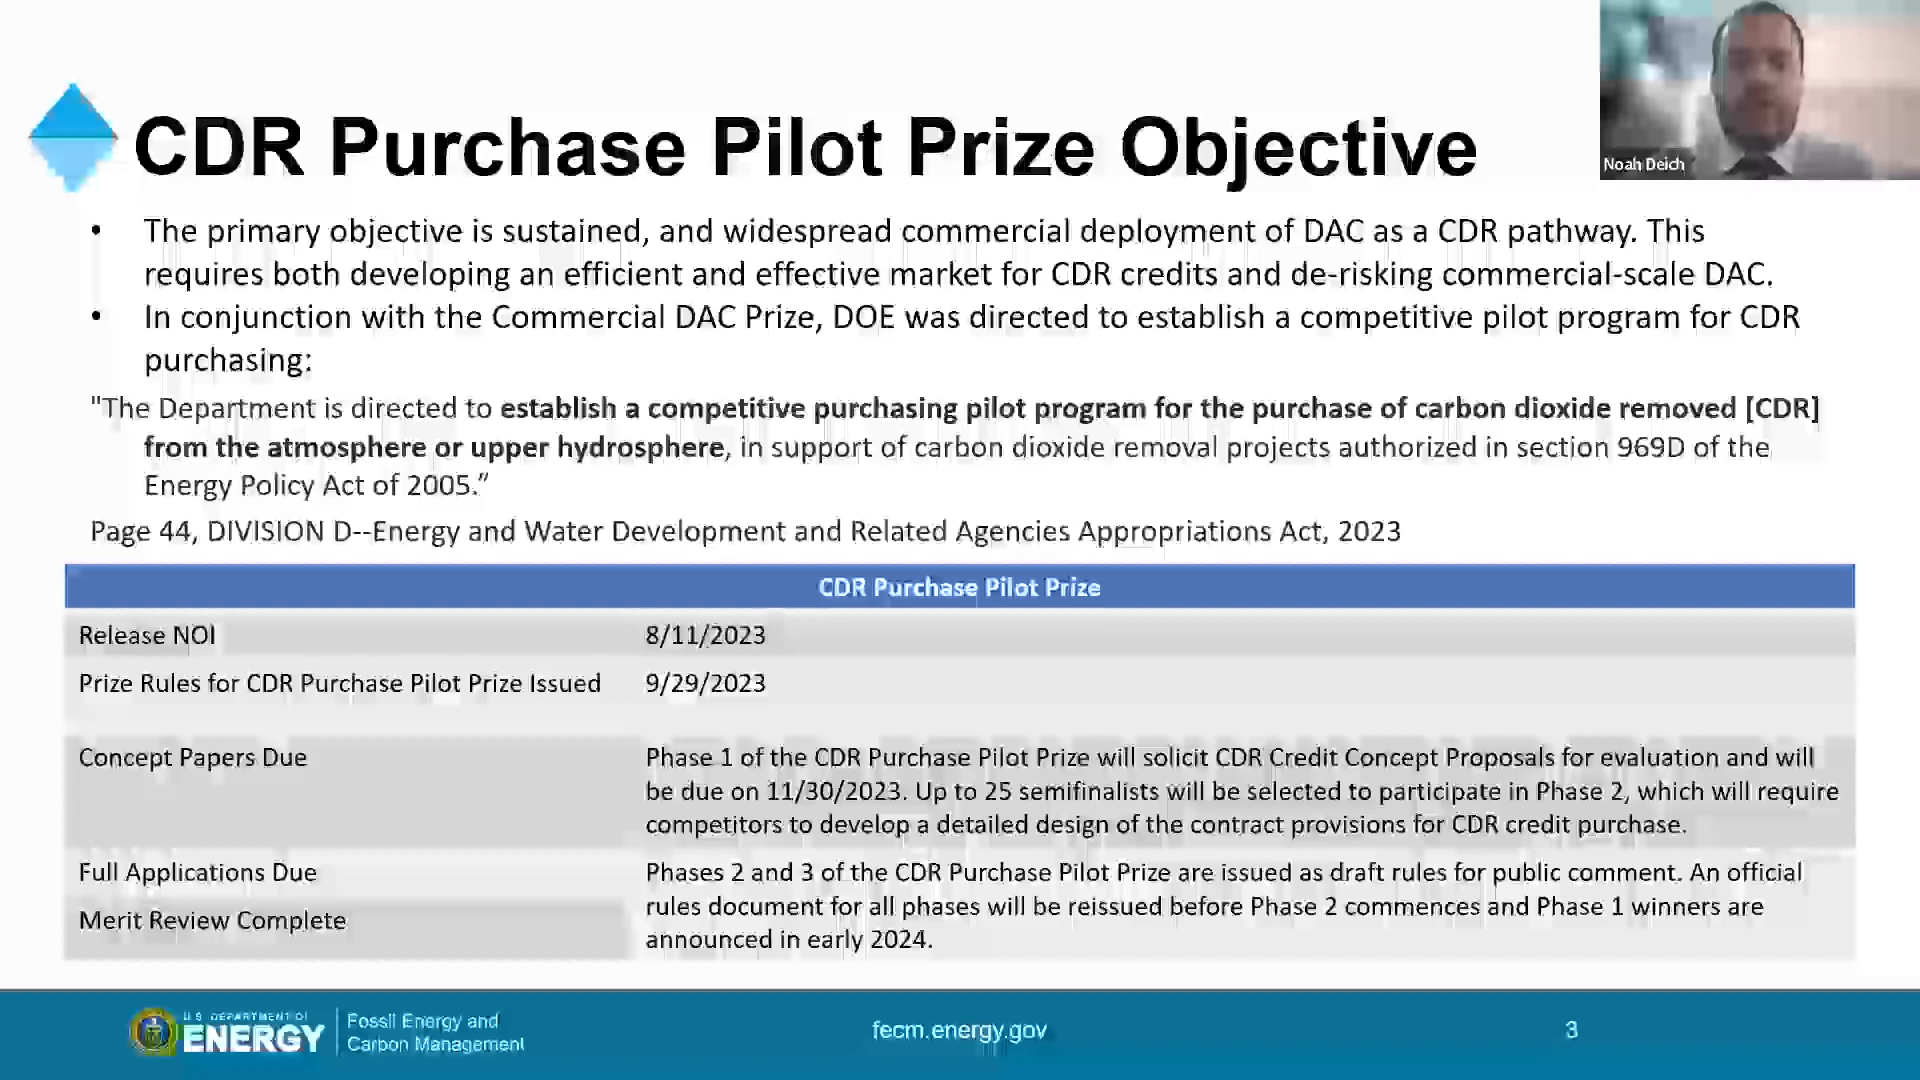 Noah Deich
CDR Purchase Pilot Prize Objective
• The primary objective is sustained, and widespread commercial deployment of DAC as a CDR pathway. This
requires both developing an efficient and effective market for CDR credits and de-risking commercial-scale DAC.
• In conjunction with the Commercial DAC Prize, DOE was directed to establish a competitive pilot program for CDR
purchasing:
"The Department is directed to establish a competitive purchasing pilot program for the purchase of carbon dioxide removed [CDR]
from the atmosphere or upper hydrosphere, in support of carbon dioxide removal projects authorized in section 969D of the
Energy Policy Act of 2005.”
Page 44, DIVISION D--Energy and Water Development and Related Agencies Appropriations Act, 2023
CDR Purchase Pilot Prize
Release NOI 8/11/2023
Prize Rules for CDR Purchase Pilot Prize Issued 9/29/2023
Concept Papers Due Phase 1 of the CDR Purchase Pilot Prize will solicit CDR Credit Concept Proposals for evaluation and will
be due on 11/30/2023. Up to 25 semifinalists will be selected to participate in Phase 2, which will require
competitors to develop a detailed design of the contract provisions for CDR credit purchase.
Full Applications Due Phases 2 and 3 of the CDR Purchase Pilot Prize are issued as draft rules for public comment. An official
Merit Review Complete rules document for all phases will be reissued before Phase 2 commences and Phase 1 winners are
announced in early 2024.
U.S. DEPARTMENT OF
ENERGY
Fossil Energy and
Carbon Management
fecm.energy.gov
3